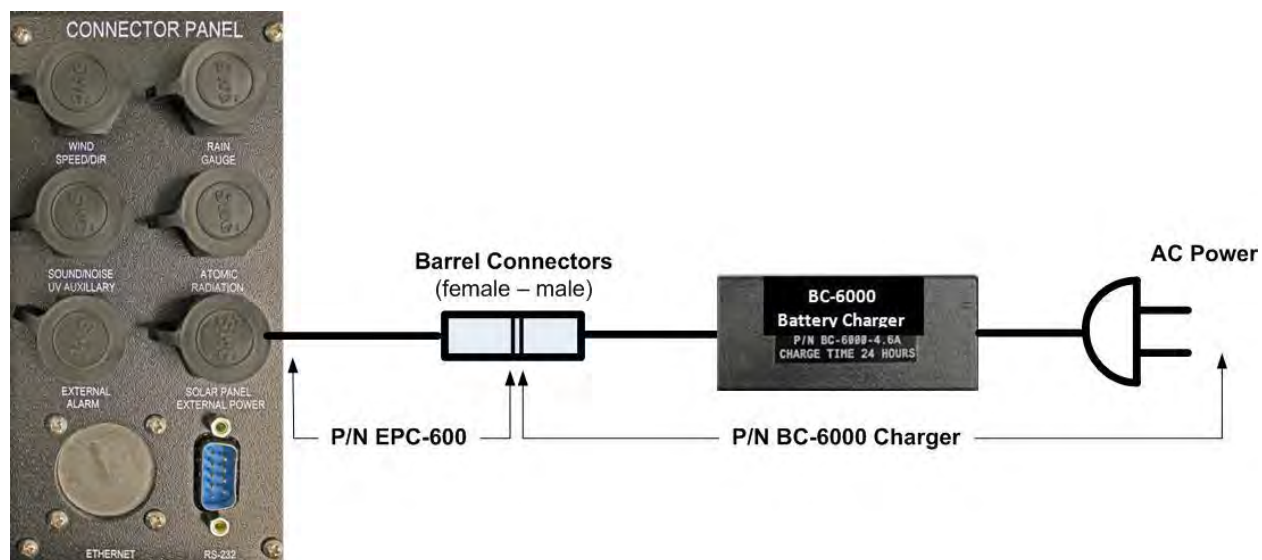 CONNECTOR PANEL
WIND
SPEED/DIR
RAIN
GAUGE
SOUND/NOISE
UV AUXILLARY
ATOMIC
RADIATION
EXTERNAL
ALARM
SOLAR PANEL
EXTERNAL POWER
ETHERNET
RS-232
Barrel Connectors
(female – male)
BC-6000
Battery Charger
P/N BC-6000-4.6A
CHARGE TIME 24 HOURS
AC Power
P/N EPC-600
P/N BC-6000 Charger